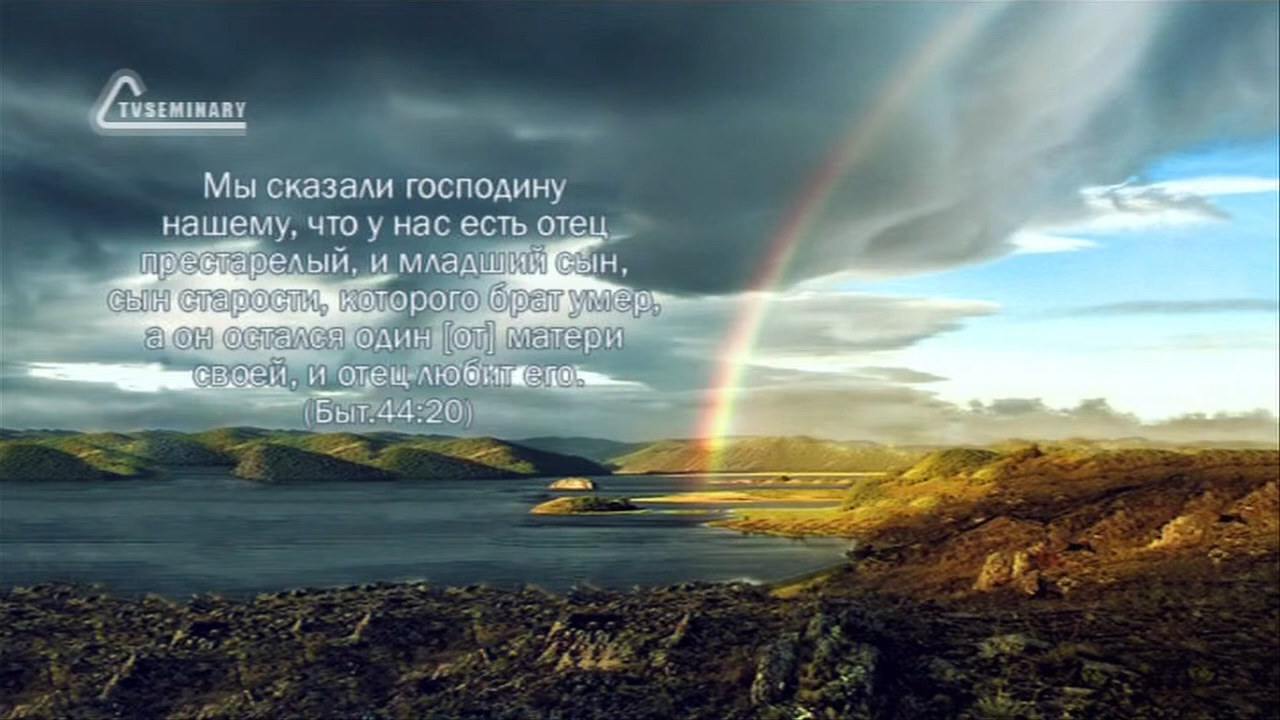 TVSEMINARY
Мы сказали господину
нашему, что у нас есть отец
престарелый, и младший сын,
сын старости, которого брат умер,
а он остался один [от] матери
своей, и отец любит его.
(Быт.44:20)